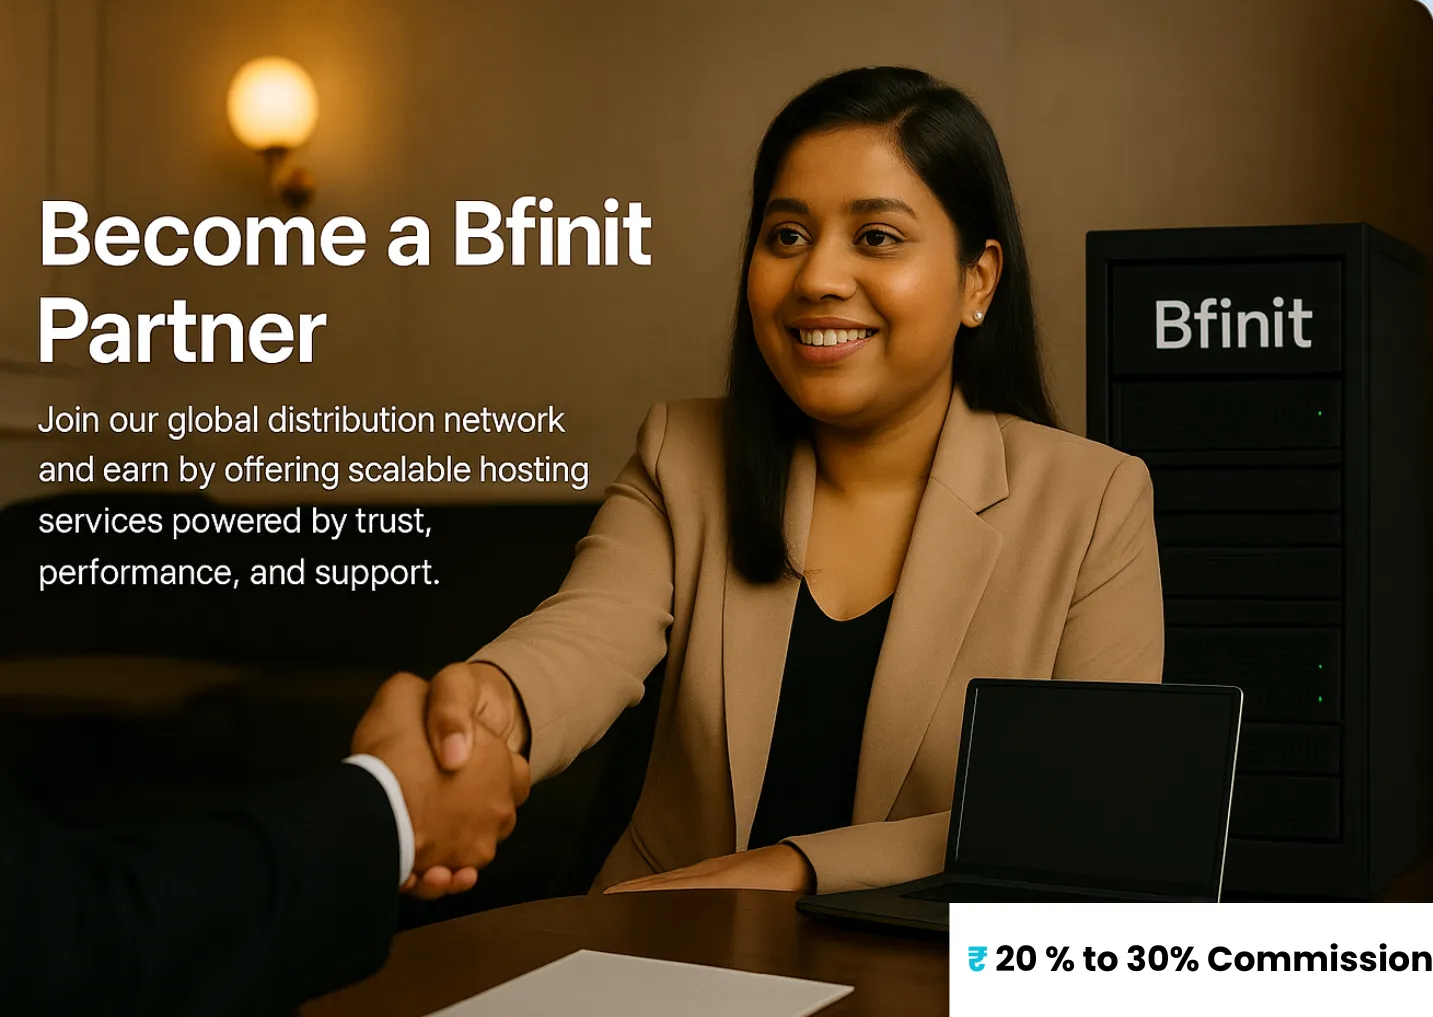 Become a Bfinit
Partner
Join our global distribution network
and earn by offering scalable hosting
services powered by trust,
performance, and support.
Bfinit
₹ 20 % to 30% Commission